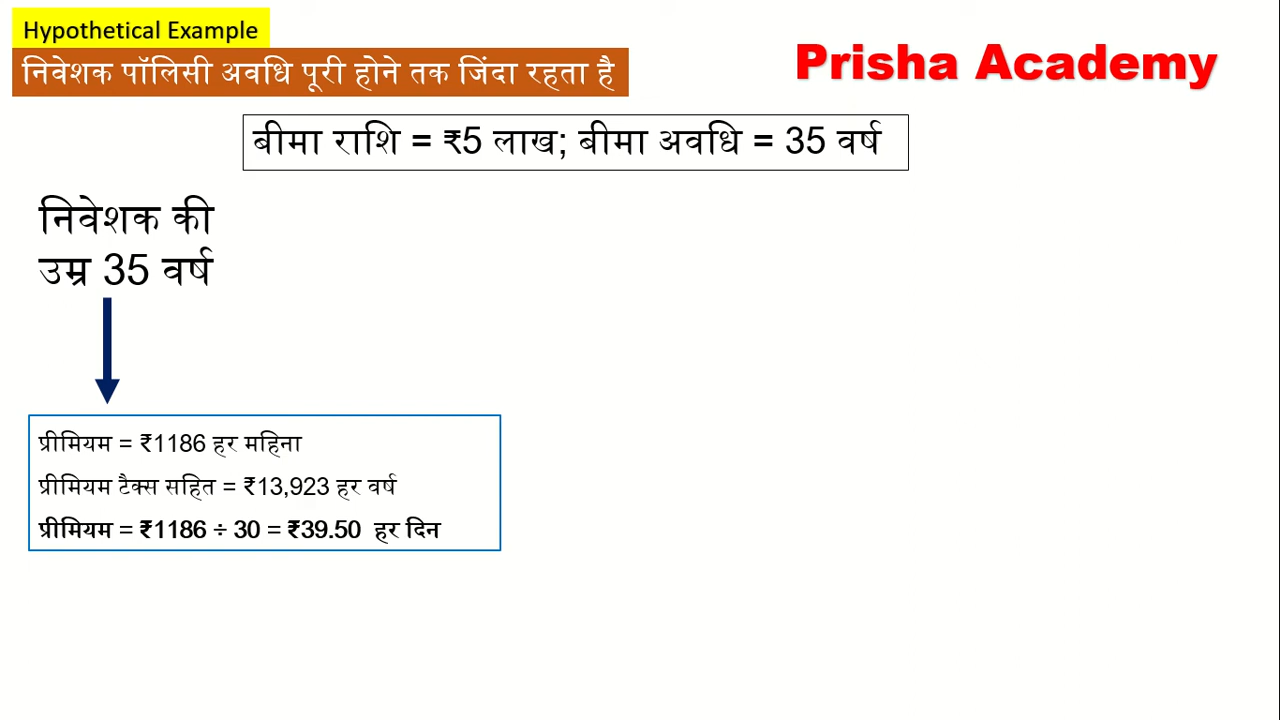 Hypothetical Example
निवेशक पॉलिसी अवधि पूरी होने तक जिंदा रहता है
Prisha Academy
बीमा राशि = ₹5 लाख; बीमा अवधि = 35 वर्ष
निवेशक की
उम्र 35 वर्ष
प्रीमियम = ₹1186 हर महिना
प्रीमियम टैक्स सहित = ₹13,923 हर वर्ष
प्रीमियम = ₹1186 ÷ 30 = ₹39.50 हर दिन